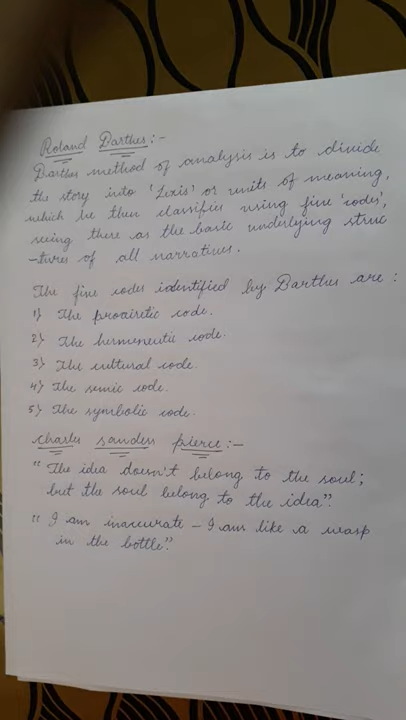 Roland Barthes:-
Barthes method of analysis is to divide
the story into 'Lexis' or units of meaning,
which he then classifies using five 'codes',
seeing there as the basic underlying struc
-tures of all narratives.
The five codes identified by Barthes are :
1} The proairetic code.
2} The hermeneutic code.
3} The cultural code.
4} The semic code.
5} The symbolic code.
Charles sanders pierce:-
"The idea doesn't belong to the soul;
but the soul belong to the idea".
"I am inaccurate - I am like a wasp
in the bottle".